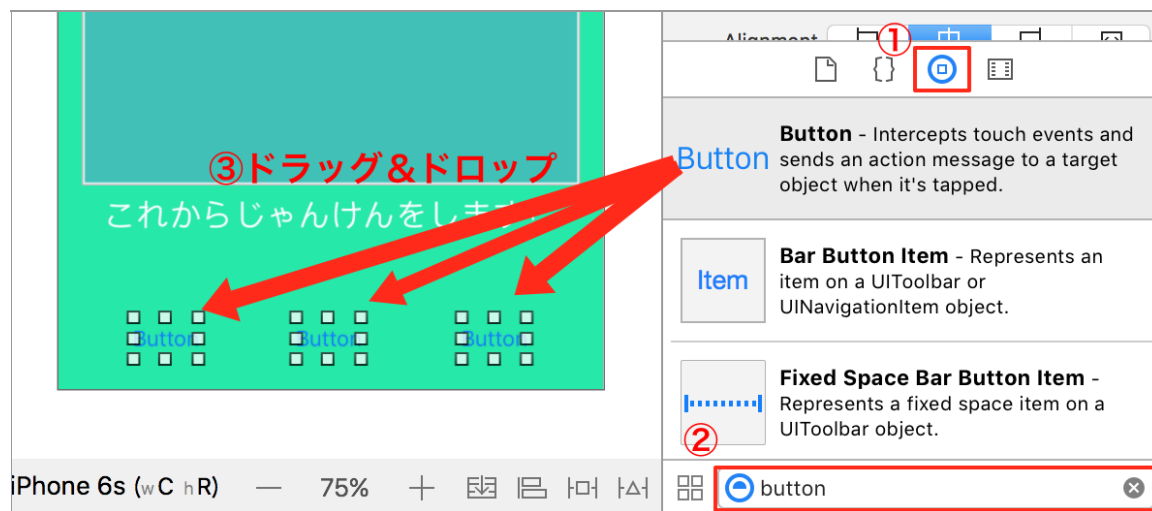 Alignment
①
Button - Intercepts touch events and
sends an action message to a target
object when it's tapped.
Button
③ドラッグ&ドロップ
これからじゃんけんをします
Item
Bar Button Item - Represents an
item on a UIToolbar or
UINavigationItem object.
Button
Button
Button
Fixed Space Bar Button Item -
Represents a fixed space item on a
UIToolbar object.
②
iPhone 6s (wC hR)
75%
button